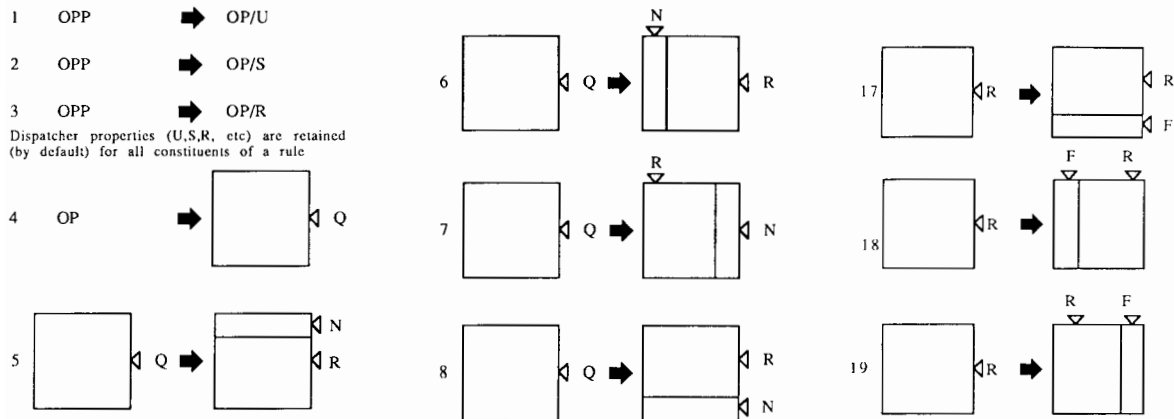 1 OPP OP/U
2 OPP OP/S
3 OPP OP/R
Dispatcher properties (U,S,R, etc) are retained
(by default) for all constituents of a rule
4 OP Q
5 Q N
R
6 Q N
R
7 Q R
N
8 Q R
N
17 R R
F
18 R F R
19 R R F